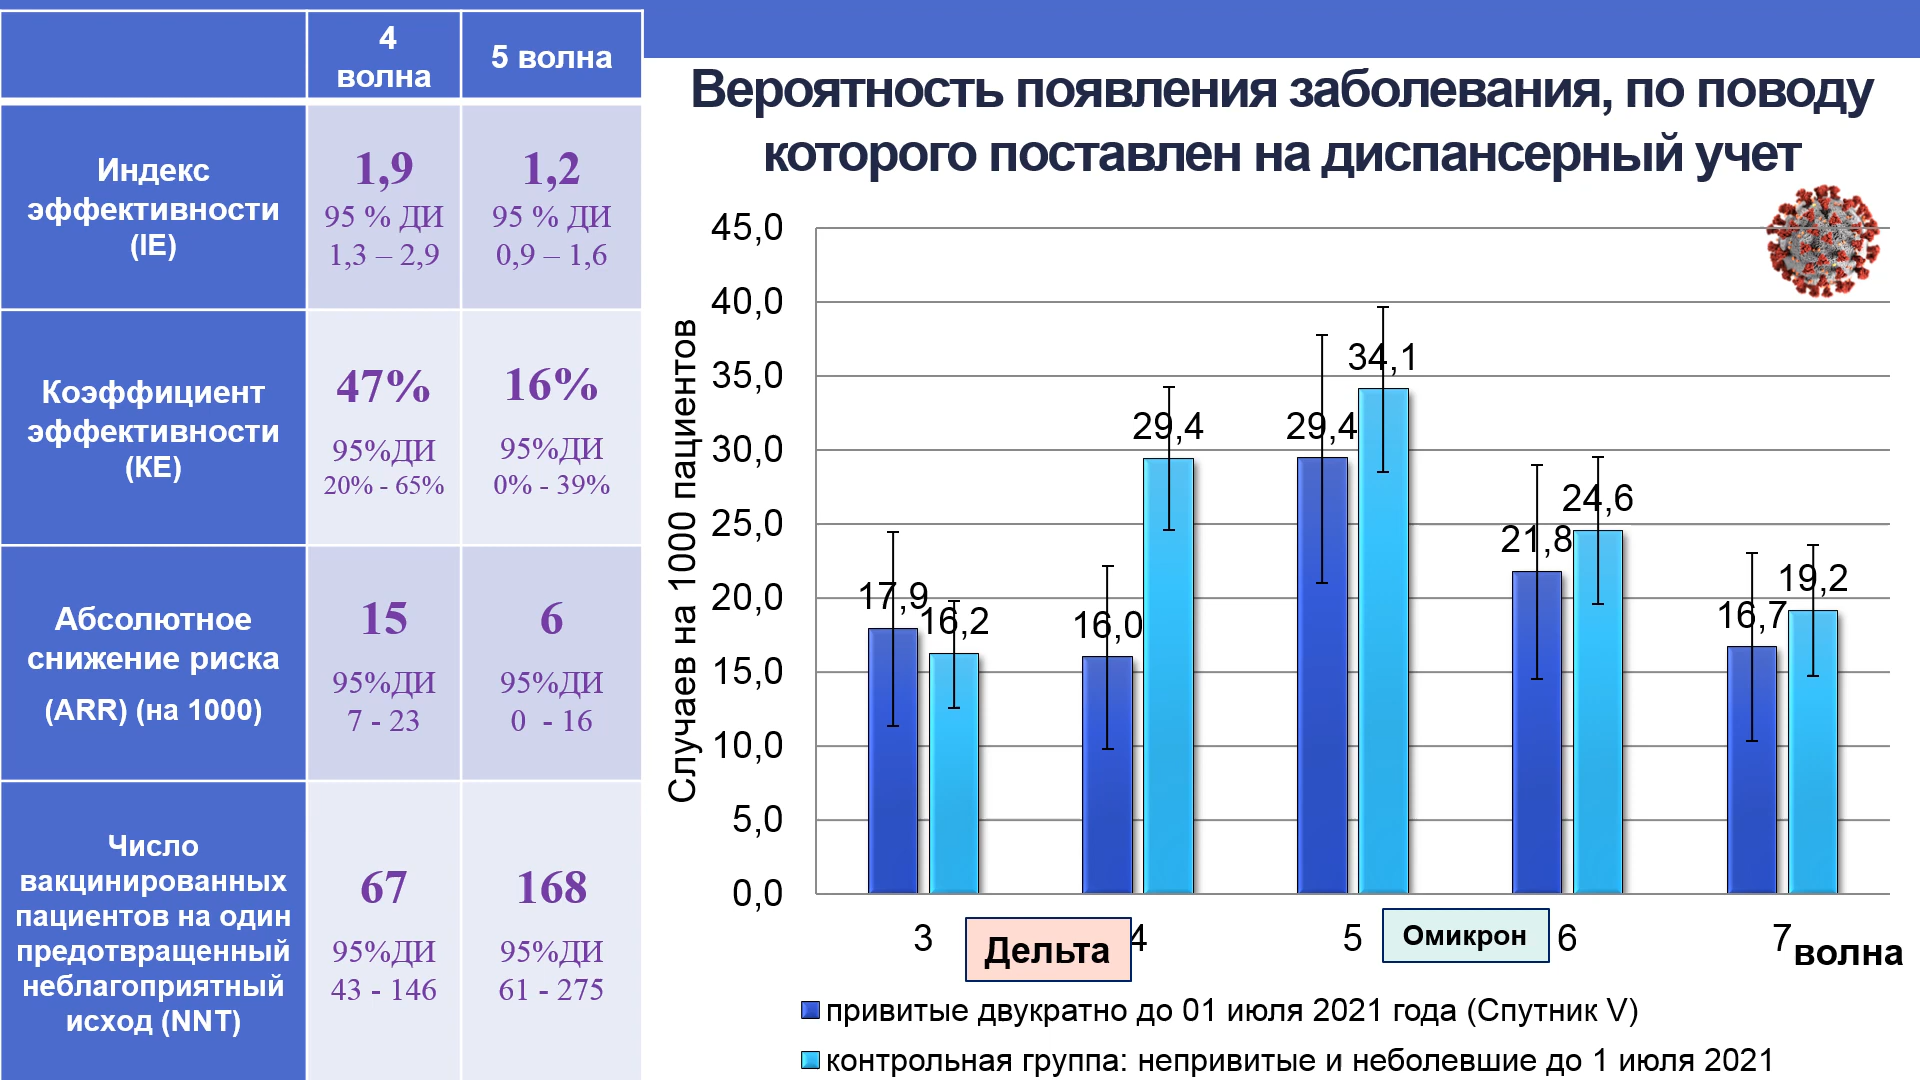 4
волна
5 волна
Индекс
эффективности
(IE)
1,9
95 % ДИ
1,3 – 2,9
1,2
95 % ДИ
0,9 – 1,6
Коэффициент
эффективности
(КЕ)
47%
95%ДИ
20% - 65%
16%
95%ДИ
0% - 39%
Абсолютное
снижение риска
(ARR) (на 1000)
15
95%ДИ
7 - 23
6
95%ДИ
0 - 16
Число
вакцинированных
пациентов на один
предотвращенный
неблагоприятный
исход (NNT)
67
95%ДИ
43 - 146
168
95%ДИ
61 - 275
Вероятность появления заболевания, по поводу
которого поставлен на диспансерный учет
Случаев на 1000 пациентов
45,0
40,0
35,0
30,0
25,0
20,0
15,0
10,0
5,0
0,0
17,9
16,2
16,0
29,4
29,4
34,1
21,8
24,6
16,7
19,2
3
Дельта
4
5
Омикрон
6
7
волна
привитые двукратно до 01 июля 2021 года (Спутник V)
контрольная группа: непривитые и неболевшие до 1 июля 2021